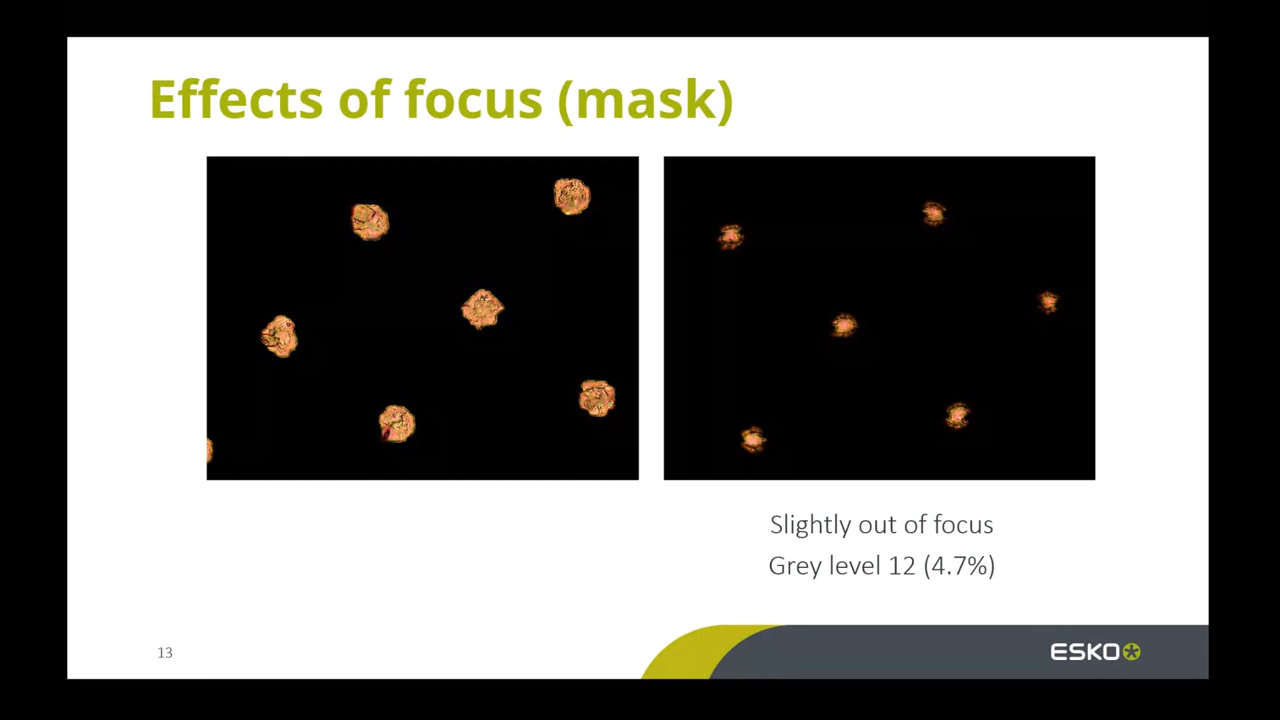 Effects of focus (mask)
Slightly out of focus
Grey level 12 (4.7%)
13
ESKO